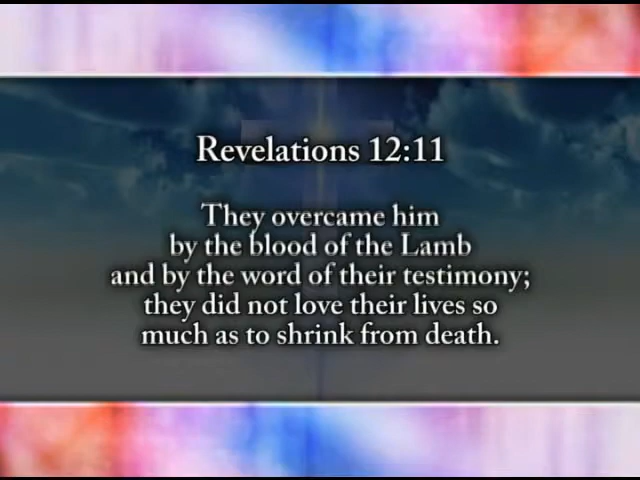 Revelations 12:11
They overcame him
by the blood of the Lamb
and by the word of their testimony;
they did not love their lives so
much as to shrink from death.